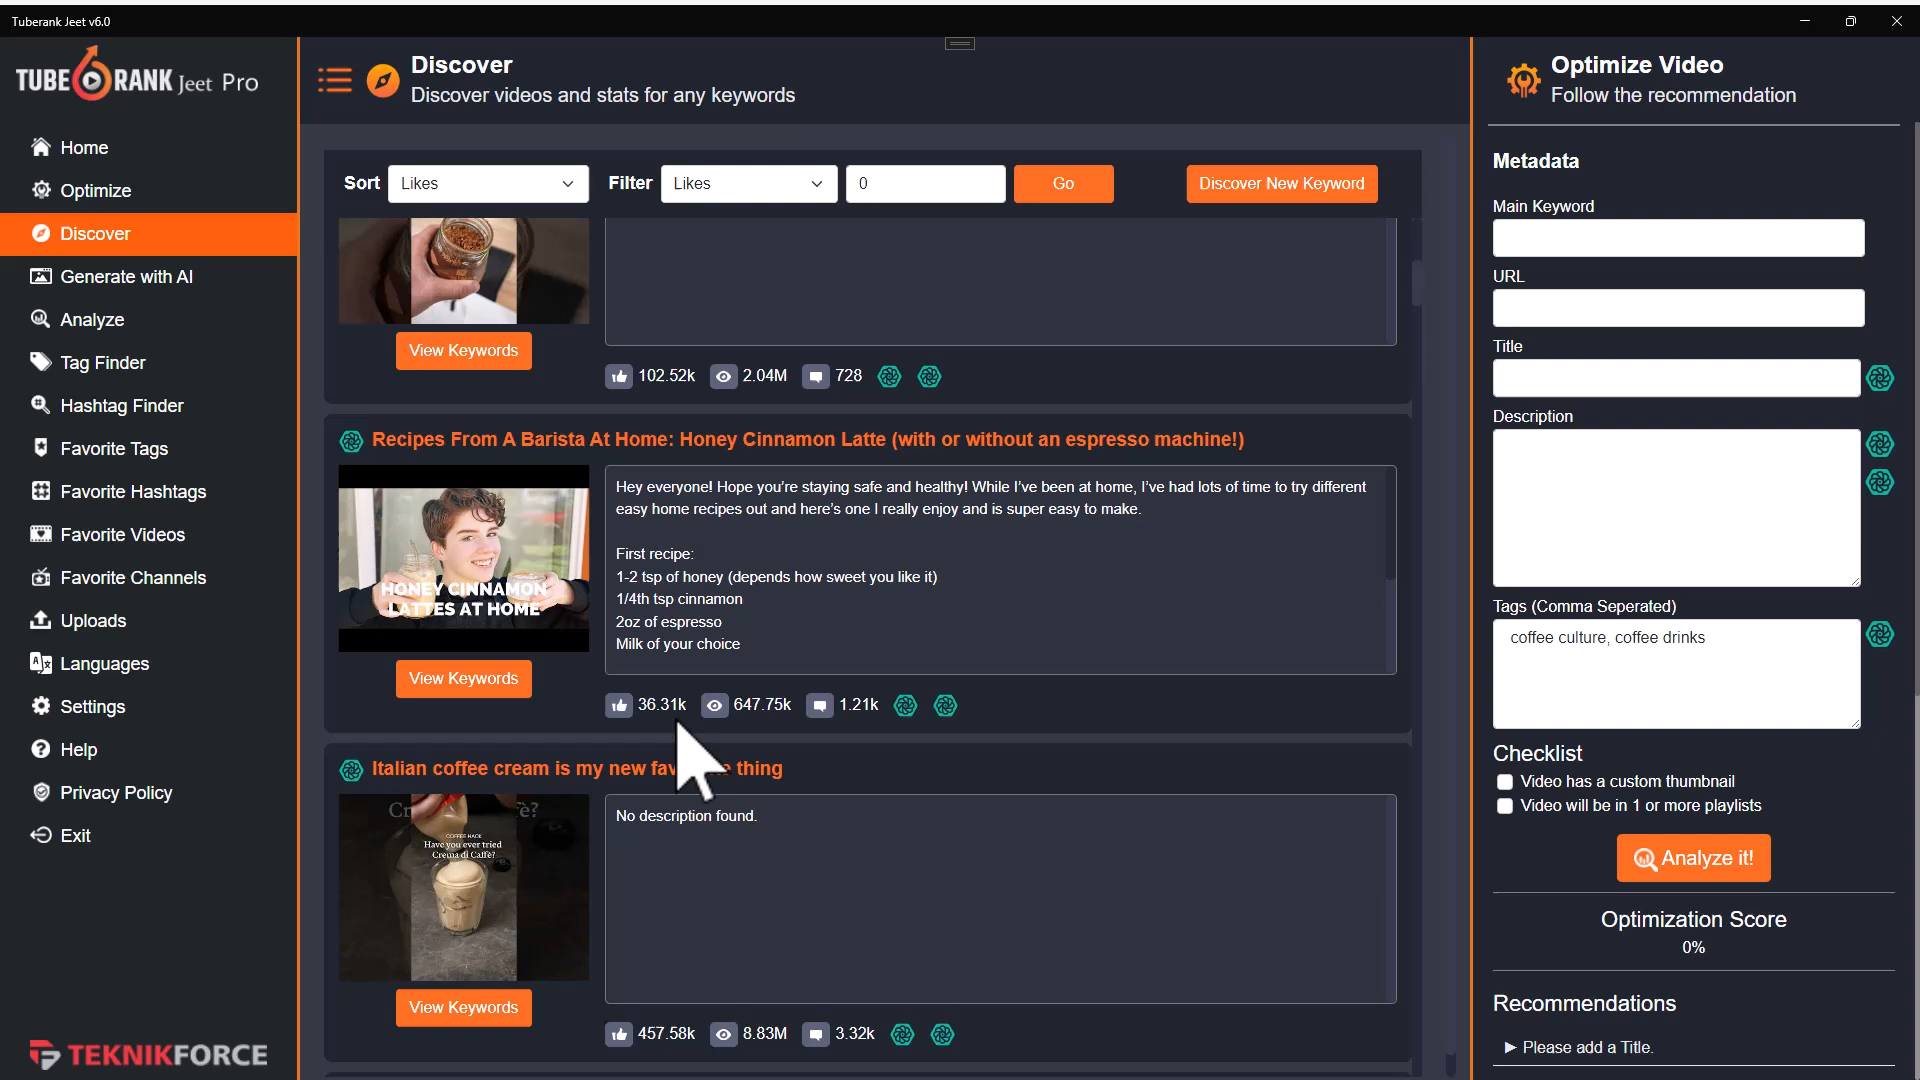 Tuberank Jeet v6.0
TUBE RANK Jeet Pro
Home
Optimize
Discover
Generate with AI
Analyze
Tag Finder
Hashtag Finder
Favorite Tags
Favorite Hashtags
Favorite Videos
Favorite Channels
Uploads
Languages
Settings
Help
Privacy Policy
Exit
TEKNIKFORCE
Discover
Discover videos and stats for any keywords
Sort Likes Filter Likes 0 Go Discover New Keyword
View Keywords
102.52k 2.04M 728
Recipes From A Barista At Home: Honey Cinnamon Latte (with or without an espresso machine!)
HONEY CINNAMON
LATTES AT HOME
Hey everyone! Hope you're staying safe and healthy! While I've been at home, I've had lots of time to try different
easy home recipes out and here's one I really enjoy and is super easy to make.
First recipe:
1-2 tsp of honey (depends how sweet you like it)
1/4th tsp cinnamon
2oz of espresso
Milk of your choice
View Keywords
36.31k 647.75k 1.21k
Italian coffee cream is my new thing
COFFEE HACK
Have you ever tried
Crema di Caffè?
No description found.
View Keywords
457.58k 8.83M 3.32k
Optimize Video
Follow the recommendation
Metadata
Main Keyword
URL
Title
Description
Tags (Comma Seperated)
coffee culture, coffee drinks
Checklist
Video has a custom thumbnail
Video will be in 1 or more playlists
Analyze it!
Optimization Score
0%
Recommendations
Please add a Title.